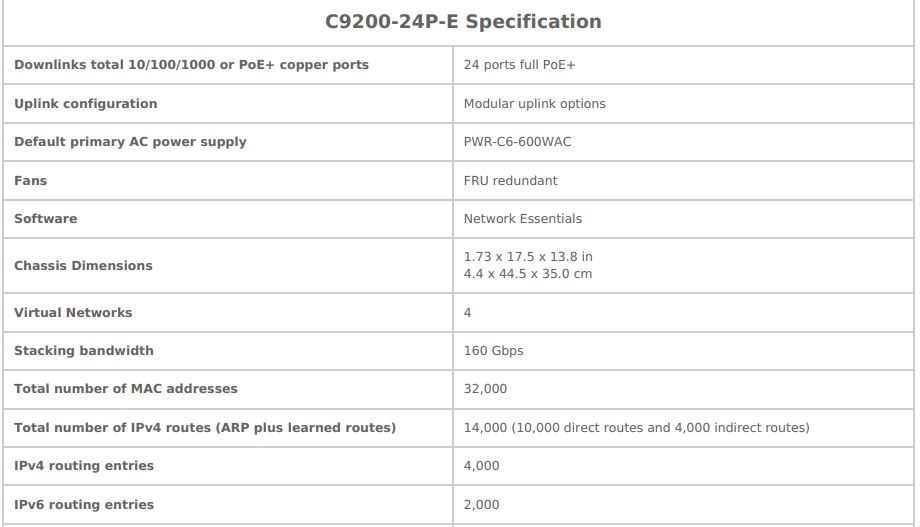 C9200-24P-E Specification
Downlinks total 10/100/1000 or PoE+ copper ports
24 ports full PoE+
Uplink configuration
Modular uplink options
Default primary AC power supply
PWR-C6-600WAC
Fans
FRU redundant
Software
Network Essentials
Chassis Dimensions
1.73 x 17.5 x 13.8 in
4.4 x 44.5 x 35.0 cm
Virtual Networks
4
Stacking bandwidth
160 Gbps
Total number of MAC addresses
32,000
Total number of IPv4 routes (ARP plus learned routes)
14,000 (10,000 direct routes and 4,000 indirect routes)
IPv4 routing entries
4,000
IPv6 routing entries
2,000